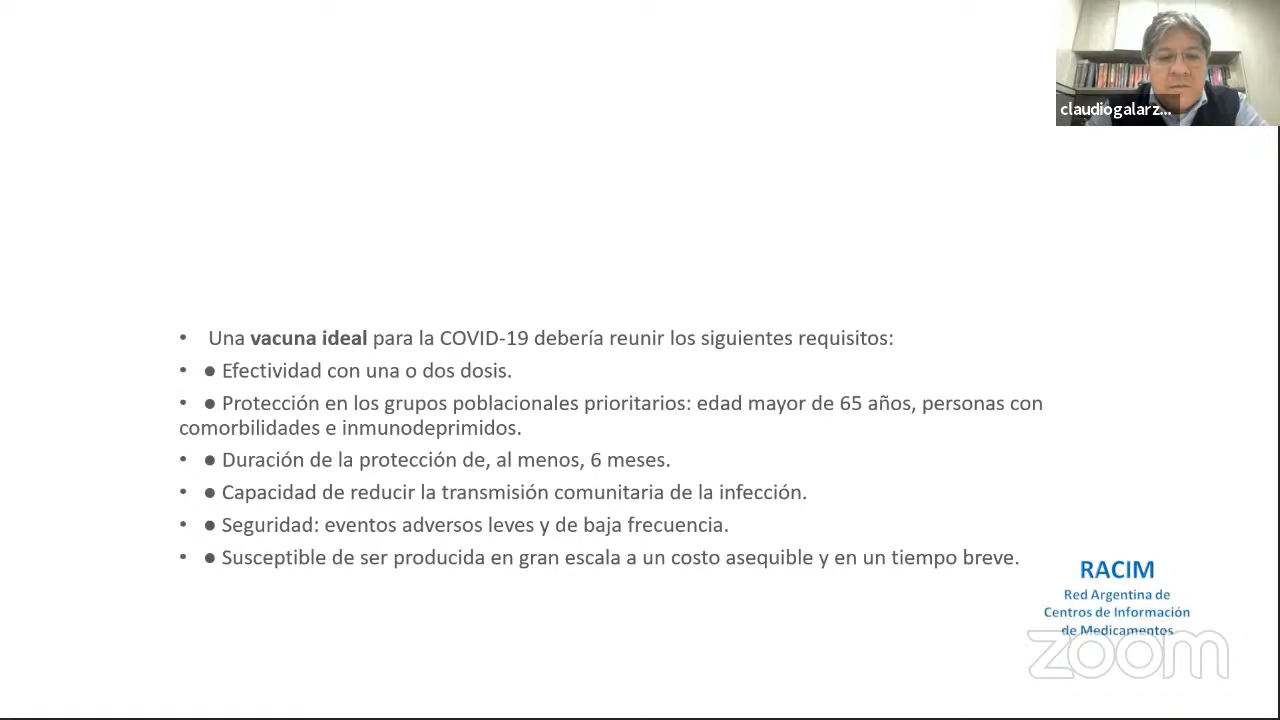 claudiogalarz...
• Una vacuna ideal para la COVID-19 debería reunir los siguientes requisitos:
• ● Efectividad con una o dos dosis.
• ● Protección en los grupos poblacionales prioritarios: edad mayor de 65 años, personas con
comorbilidades e inmunodeprimidos.
• ● Duración de la protección de, al menos, 6 meses.
• ● Capacidad de reducir la transmisión comunitaria de la infección.
• ● Seguridad: eventos adversos leves y de baja frecuencia.
• ● Susceptible de ser producida en gran escala a un costo asequible y en un tiempo breve.
RACIM
Red Argentina de
Centros de Información
de Medicamentos
zoom